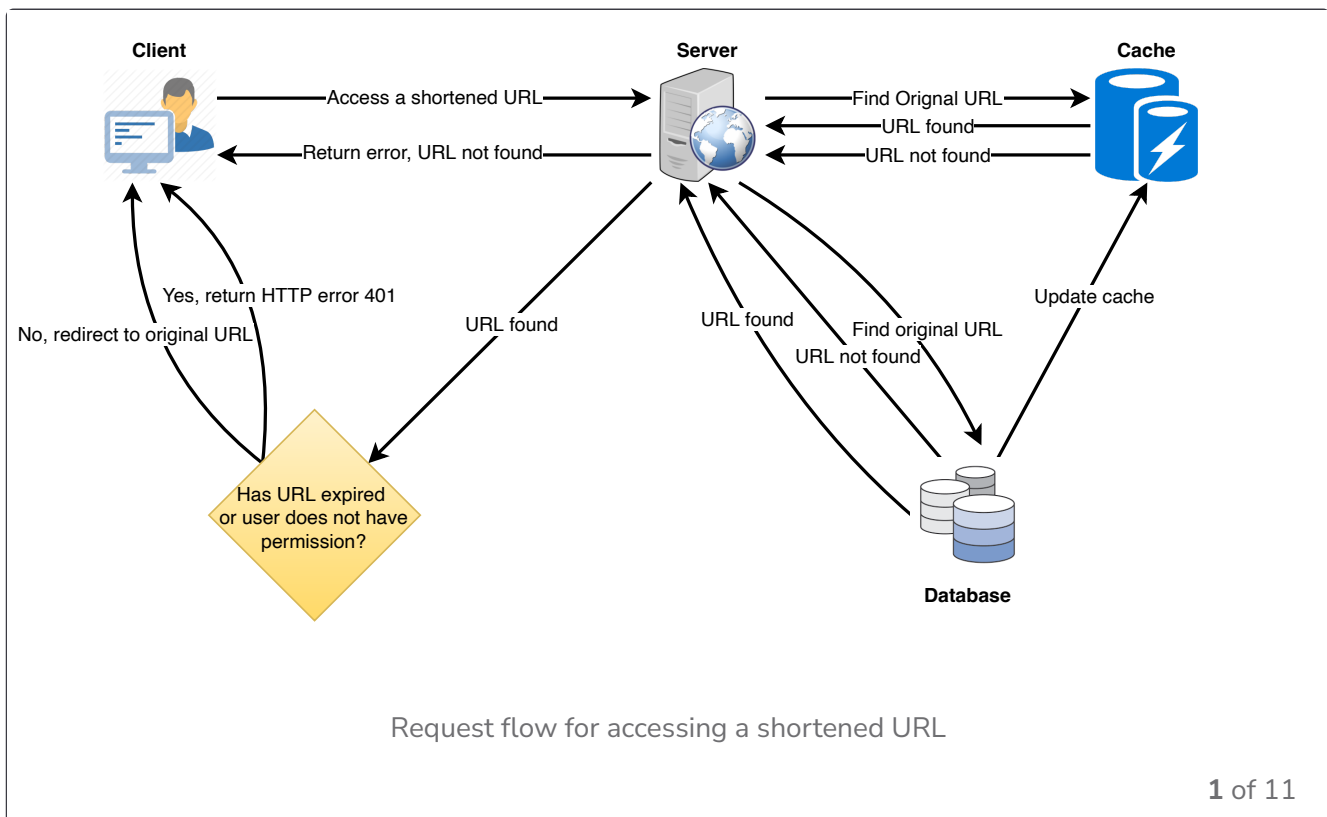 Client
Server
Cache
Access a shortened URL
Find Orignal URL
URL found
Return error, URL not found
URL not found
Yes, return HTTP error 401
Update cache
No, redirect to original URL
URL found
URL found
Find original URL
URL not found
Has URL expired
or user does not have
permission?
Database
Request flow for accessing a shortened URL
1 of 11